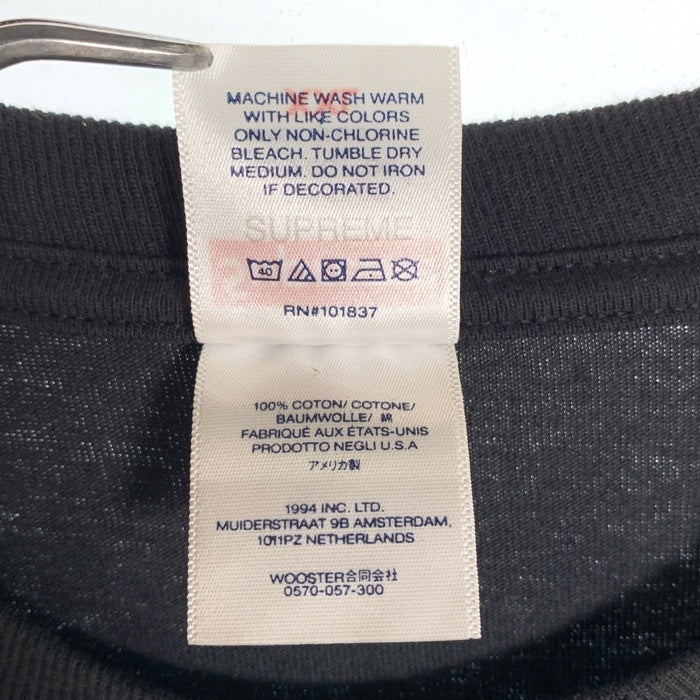 MACHINE WASH WARM
WITH LIKE COLORS
ONLY NON-CHLORINE
BLEACH. TUMBLE DRY
MEDIUM. DO NOT IRON
IF DECORATED.
SUPREME
40
RN#101837
100% COTON/ COTONE/
BAUMWOLLE/ 綿
FABRIQUÉ AUX ÉTATS-UNIS
PRODOTTO NEGLI U.S.A
アメリカ製
1994 INC. LTD.
MUIDERSTRAAT 9B AMSTERDAM,
1011PZ NETHERLANDS
WOOSTER合同会社
0570-057-300